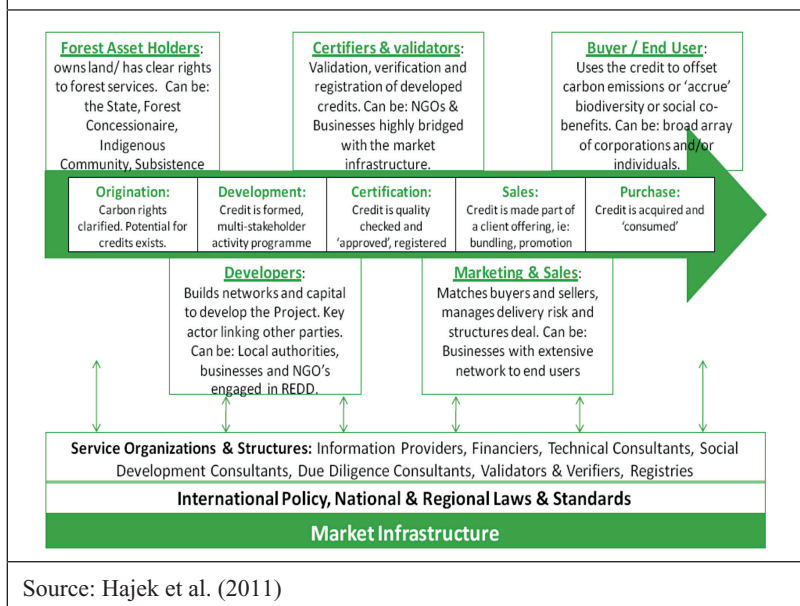 Forest Asset Holders:
owns land/ has clear rights
to forest services.  Can be:
the State, Forest
Concessionaire,
Indigenous
Community, Subsistence
Certifiers & validators:
Validation, verification and
registration of developed
credits. Can be: NGOs &
Businesses highly bridged
with the market
infrastructure.
Buyer / End User:
Uses the credit to offset
carbon emissions or ‘accrue’
biodiversity or social co-
benefits. Can be: broad array
of corporations and/or
individuals.
Origination:
Carbon rights
clarified. Potential for
credits exists.
Development:
Credit is formed,
multi-stakeholder
activity programme
Certification:
Credit is quality
checked and
‘approved’, registered
Sales:
Credit is made part of
a client offering, ie:
bundling, promotion
Purchase:
Credit is acquired and
‘consumed’
Developers:
Builds networks and capital
to develop the Project. Key
actor linking other parties.
Can be: Local authorities,
businesses and NGO’s
engaged in REDD.
Marketing & Sales:
Matches buyers and sellers,
manages delivery risk and
structures deal. Can be:
Businesses with extensive
network to end users
Service Organizations & Structures: Information Providers, Financiers, Technical Consultants, Social
Development Consultants, Due Diligence Consultants, Validators & Verifiers, Registries
International Policy, National & Regional Laws & Standards
Market Infrastructure
Source: Hajek et al. (2011)